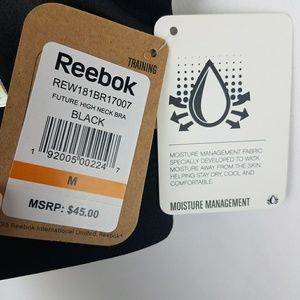 TRAINING
Reebok
REW181BR17007
FUTURE HIGH NECK BRA
BLACK
1 92005 00224 7
M
MSRP: $45.00
Reebok International Limited. Reebok
MOISTURE MANAGEMENT FABRIC
SPECIALLY DEVELOPED TO WICK
MOISTURE AWAY FROM THE SKIN
HELPING STAY DRY, COOL AND
COMFORTABLE.
MOISTURE MANAGEMENT